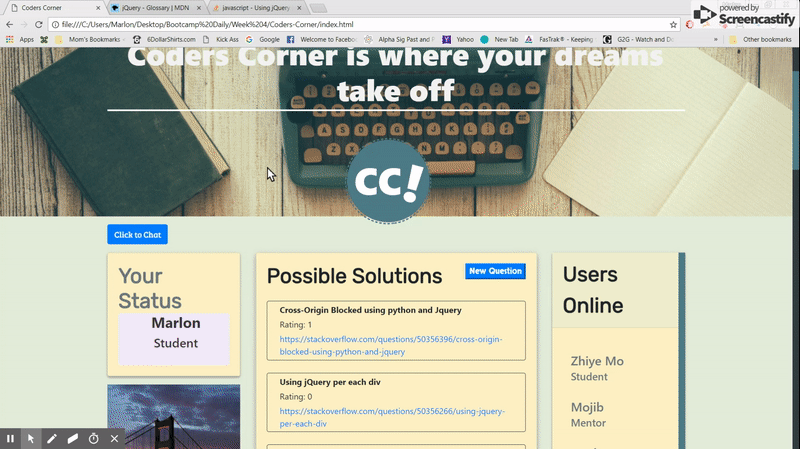 Coders Corner
jQuery - Glossary | MDN
javascript - Using jQuery
powered by
Screencastify
file:///C:/Users/Marlon/Desktop/Bootcamp%20Daily/Week%204/Coders-Corner/index.html
Apps
Mom's Bookmarks
6DollarShirts.com
Kick Ass
Google
Welcome to Facebook
Alpha Sig Past and F
Yahoo
New Tab
FasTrak® - Keeping
G2G - Watch and Do
»
Other bookmarks
Coders Corner is where your dreams
take off
CC!
Click to Chat
Your
Status
Marlon
Student
Possible Solutions
New Question
Cross-Origin Blocked using python and Jquery
Rating: 1
https://stackoverflow.com/questions/50356396/cross-origin-
blocked-using-python-and-jquery
Using jQuery per each div
Rating: 0
https://stackoverflow.com/questions/50356266/using-jquery-
per-each-div
Users
Online
Zhiye Mo
Student
Mojib
Mentor